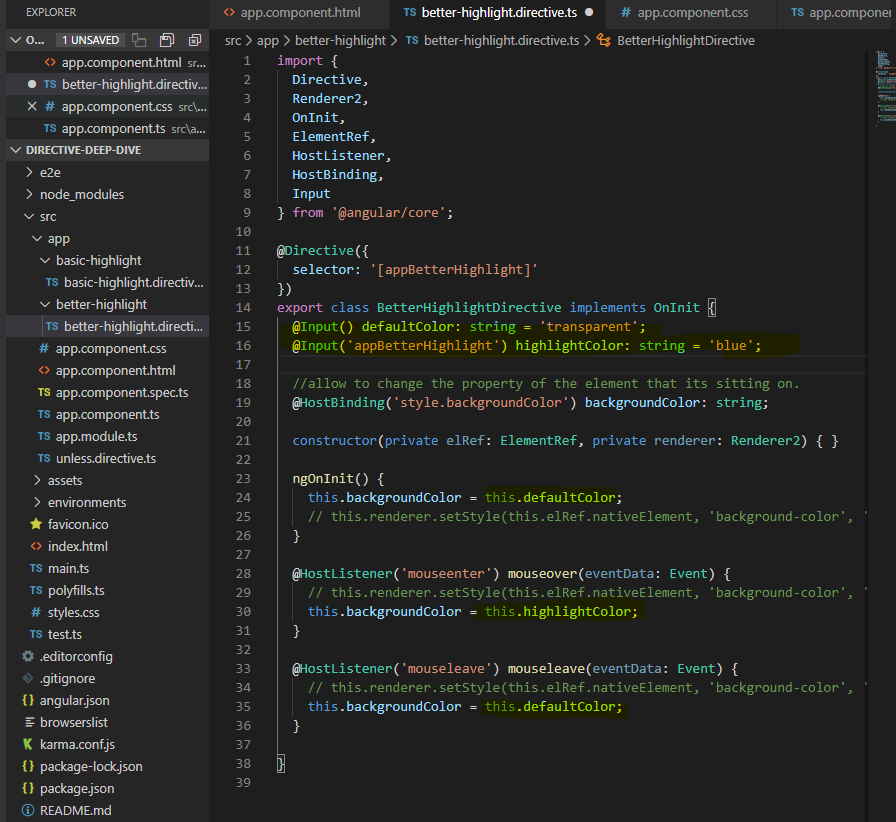 EXPLORER
O... 1 UNSAVED
app.component.html sr...
TS better-highlight.directiv...
# app.component.css src\...
TS app.component.ts src\a...
DIRECTIVE-DEEP-DIVE
e2e
node_modules
src
app
basic-highlight
TS basic-highlight.directiv...
better-highlight
TS better-highlight.directi...
# app.component.css
<> app.component.html
TS app.component.spec.ts
TS app.component.ts
TS app.module.ts
TS unless.directive.ts
assets
environments
favicon.ico
<> index.html
TS main.ts
TS polyfills.ts
# styles.css
TS test.ts
.editorconfig
.gitignore
{} angular.json
browserslist
karma.conf.js
{} package-lock.json
{} package.json
README.md
<> app.component.html TS better-highlight.directive.ts # app.component.css TS app.componen
src > app > better-highlight > TS better-highlight.directive.ts > BetterHighlightDirective
1 import {
2 Directive,
3 Renderer2,
4 OnInit,
5 ElementRef,
6 HostListener,
7 HostBinding,
8 Input
9 } from '@angular/core';
10
11 @Directive({
12 selector: '[appBetterHighlight]'
13 })
14 export class BetterHighlightDirective implements OnInit {
15 @Input() defaultColor: string = 'transparent';
16 @Input('appBetterHighlight') highlightColor: string = 'blue';
17
18 //allow to change the property of the element that its sitting on.
19 @HostBinding('style.backgroundColor') backgroundColor: string;
20
21 constructor(private elRef: ElementRef, private renderer: Renderer2) { }
22
23 ngOnInit() {
24 this.backgroundColor = this.defaultColor;
25 // this.renderer.setStyle(this.elRef.nativeElement, 'background-color', '
26 }
27
28 @HostListener('mouseenter') mouseover(eventData: Event) {
29 // this.renderer.setStyle(this.elRef.nativeElement, 'background-color', '
30 this.backgroundColor = this.highlightColor;
31 }
32
33 @HostListener('mouseleave') mouseleave(eventData: Event) {
34 // this.renderer.setStyle(this.elRef.nativeElement, 'background-color', '
35 this.backgroundColor = this.defaultColor;
36 }
37
38 }
39